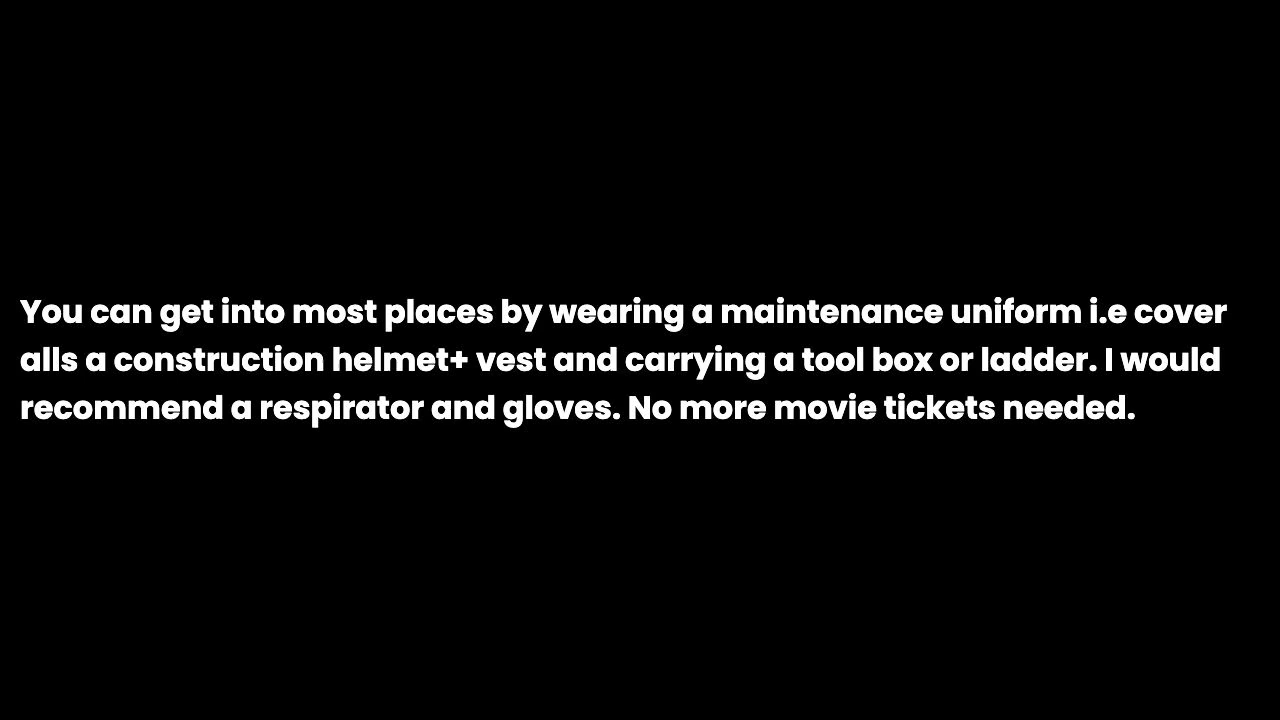 You can get into most places by wearing a maintenance uniform i.e cover
alls a construction helmet+ vest and carrying a tool box or ladder. I would
recommend a respirator and gloves. No more movie tickets needed.